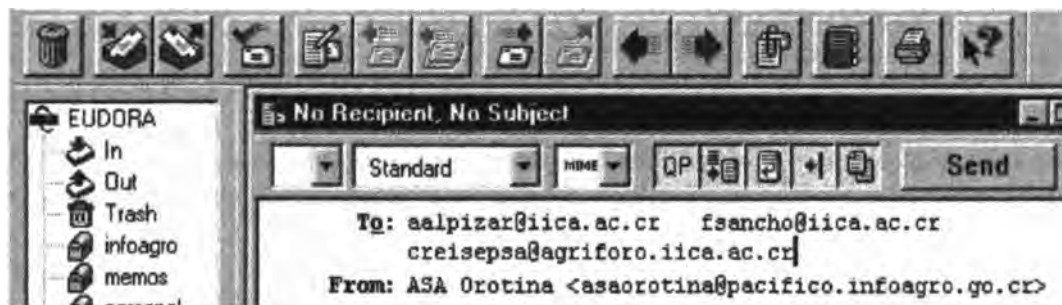 EUDORA
In
Out
Trash
infoagro
memos
No Recipient, No Subject
Standard MIME QP Send
To: aalpizar@iica.ac.cr fsancho@iica.ac.cr
creisepsa@agriforo.iica.ac.cr
From: ASA Orotina <asaorotina@pacifico.infoagro.go.cr>